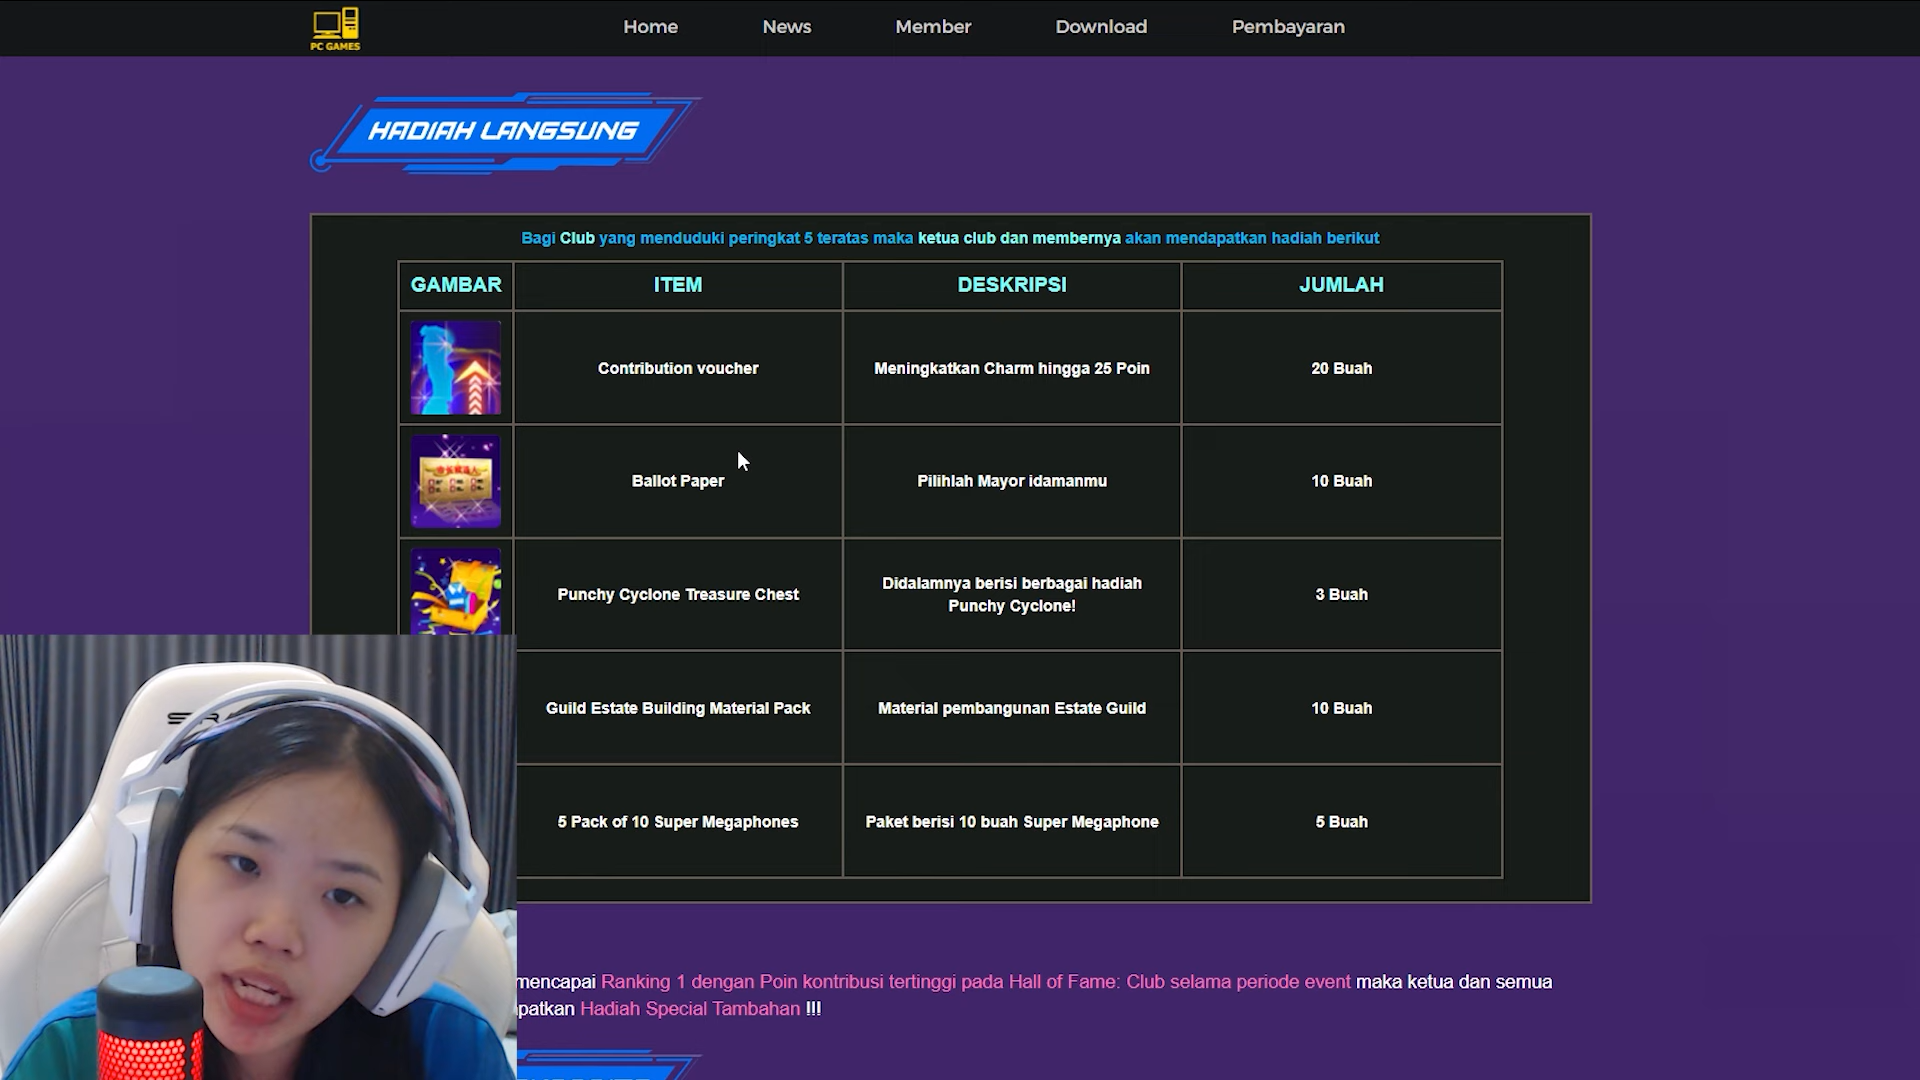 PC GAMES
Home News Member Download Pembayaran
HADIAH LANGSUNG
Bagi Club yang menduduki peringkat 5 teratas maka ketua club dan membernya akan mendapatkan hadiah berikut
GAMBAR ITEM DESKRIPSI JUMLAH
Contribution voucher Meningkatkan Charm hingga 25 Poin 20 Buah
Ballot Paper Pilihlah Mayor idamanmu 10 Buah
Punchy Cyclone Treasure Chest Didalamnya berisi berbagai hadiah
Punchy Cyclone! 3 Buah
Guild Estate Building Material Pack Material pembangunan Estate Guild 10 Buah
5 Pack of 10 Super Megaphones Paket berisi 10 buah Super Megaphone 5 Buah
mencapai Ranking 1 dengan Poin kontribusi tertinggi pada Hall of Fame: Club selama periode event maka ketua dan semua
patkan Hadiah Special Tambahan !!!